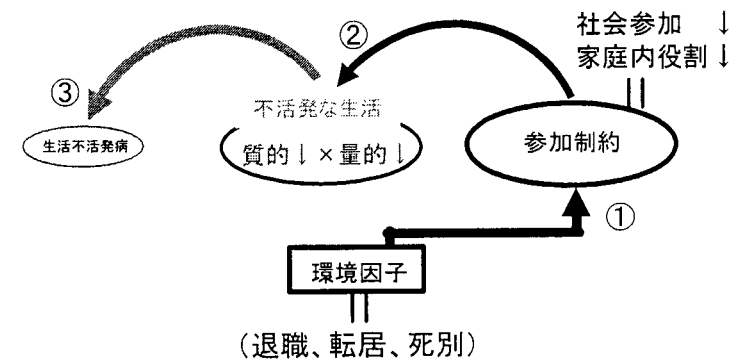 社会参加 ↓
家庭内役割↓
②
③
不活発な生活
生活不活発病
質的↓×量的↓
参加制約
①
環境因子
(退職、転居、死別)